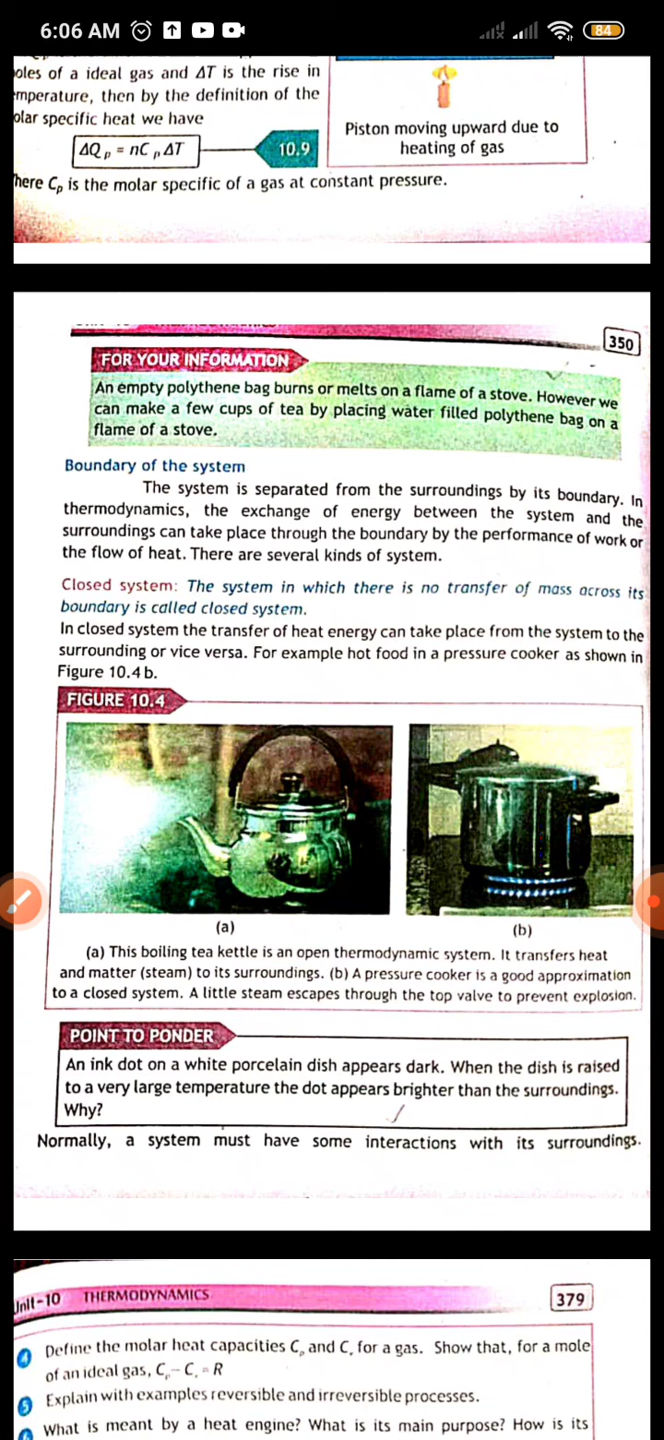 6:06 AM
84
oles of a ideal gas and ΔT is the rise in
mperature, then by the definition of the
olar specific heat we have
ΔQp = nCpΔT
10.9
Piston moving upward due to
heating of gas
here Cp is the molar specific of a gas at constant pressure.
350
FOR YOUR INFORMATION
An empty polythene bag burns or melts on a flame of a stove. However we
can make a few cups of tea by placing water filled polythene bag on a
flame of a stove.
Boundary of the system
The system is separated from the surroundings by its boundary. In
thermodynamics, the exchange of energy between the system and the
surroundings can take place through the boundary by the performance of work or
the flow of heat. There are several kinds of system.
Closed system: The system in which there is no transfer of mass across its
boundary is called closed system.
In closed system the transfer of heat energy can take place from the system to the
surrounding or vice versa. For example hot food in a pressure cooker as shown in
Figure 10.4b.
FIGURE 10.4
(a)
(b)
(a) This boiling tea kettle is an open thermodynamic system. It transfers heat
and matter (steam) to its surroundings. (b) A pressure cooker is a good approximation
to a closed system. A little steam escapes through the top valve to prevent explosion.
POINT TO PONDER
An ink dot on a white porcelain dish appears dark. When the dish is raised
to a very large temperature the dot appears brighter than the surroundings.
Why?
Normally, a system must have some interactions with its surroundings.
Unit-10 THERMODYNAMICS
379
4 Define the molar heat capacities Cp and Cv for a gas. Show that, for a mole
of an ideal gas, Cp - Cv = R
5 Explain with examples reversible and irreversible processes.
What is meant by a heat engine? What is its main purpose? How is its